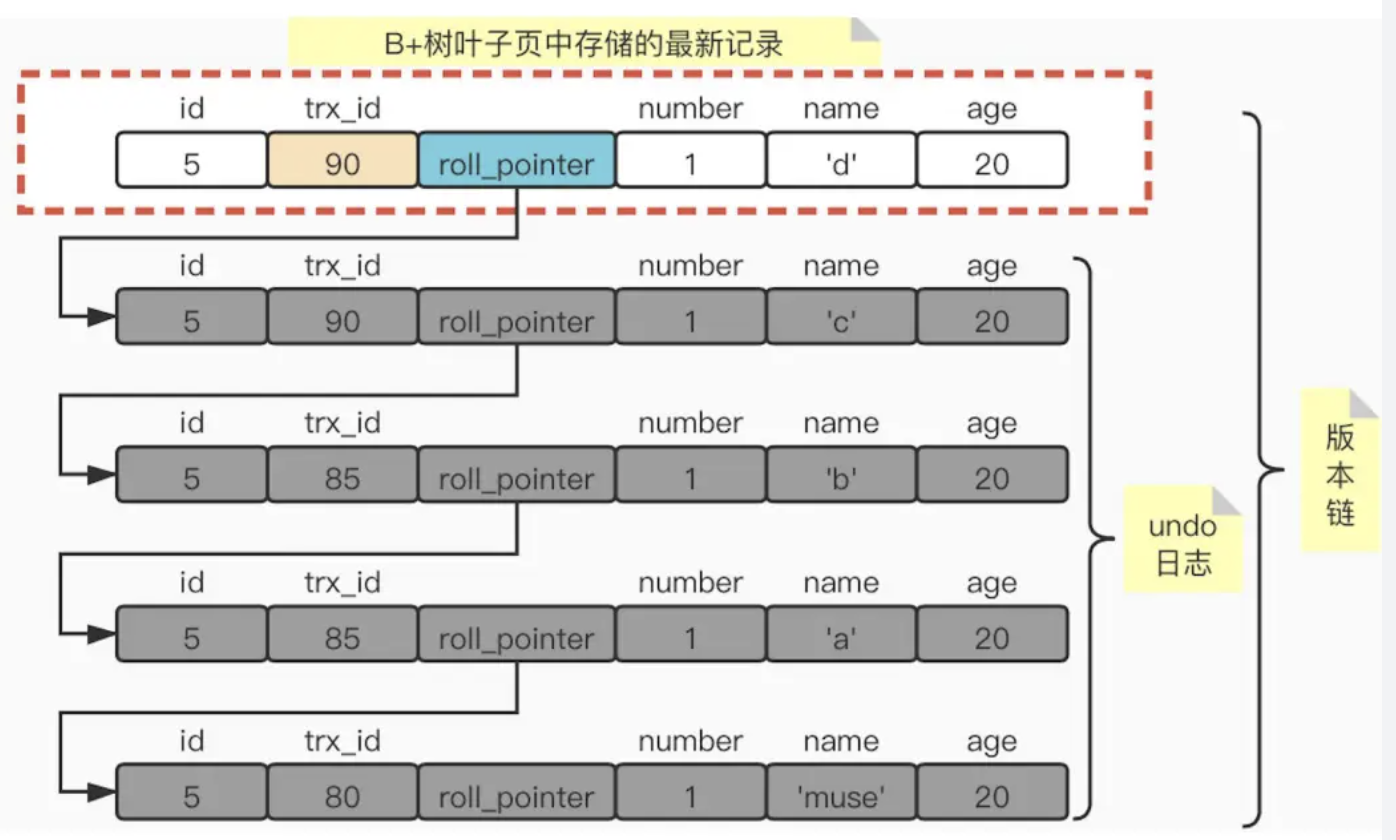 B+树叶子页中存储的最新记录
id trx_id number name age
5 90 roll_pointer 1 'd' 20
id trx_id number name age
5 90 roll_pointer 1 'c' 20
id trx_id number name age
5 85 roll_pointer 1 'b' 20
id trx_id number name age
5 85 roll_pointer 1 'a' 20
id trx_id number name age
5 80 roll_pointer 1 'muse' 20
undo
日志
版
本
链